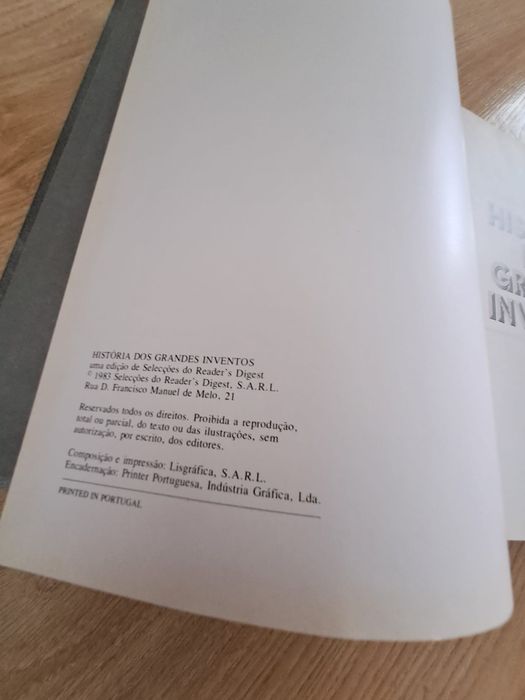 HISTÓRIA DOS GRANDES INVENTOS
uma edição de Selecções do Reader's Digest
© 1983 Selecções do Reader's Digest, S.A.R.L.
Rua D. Francisco Manuel de Melo, 21
Reservados todos os direitos. Proibida a reprodução,
total ou parcial, do texto ou das ilustrações, sem
autorização, por escrito, dos editores.
Composição e impressão: Lisgráfica, S.A.R.L.
Encadernação: Printer Portuguesa, Indústria Gráfica, Lda.
PRINTED IN PORTUGAL